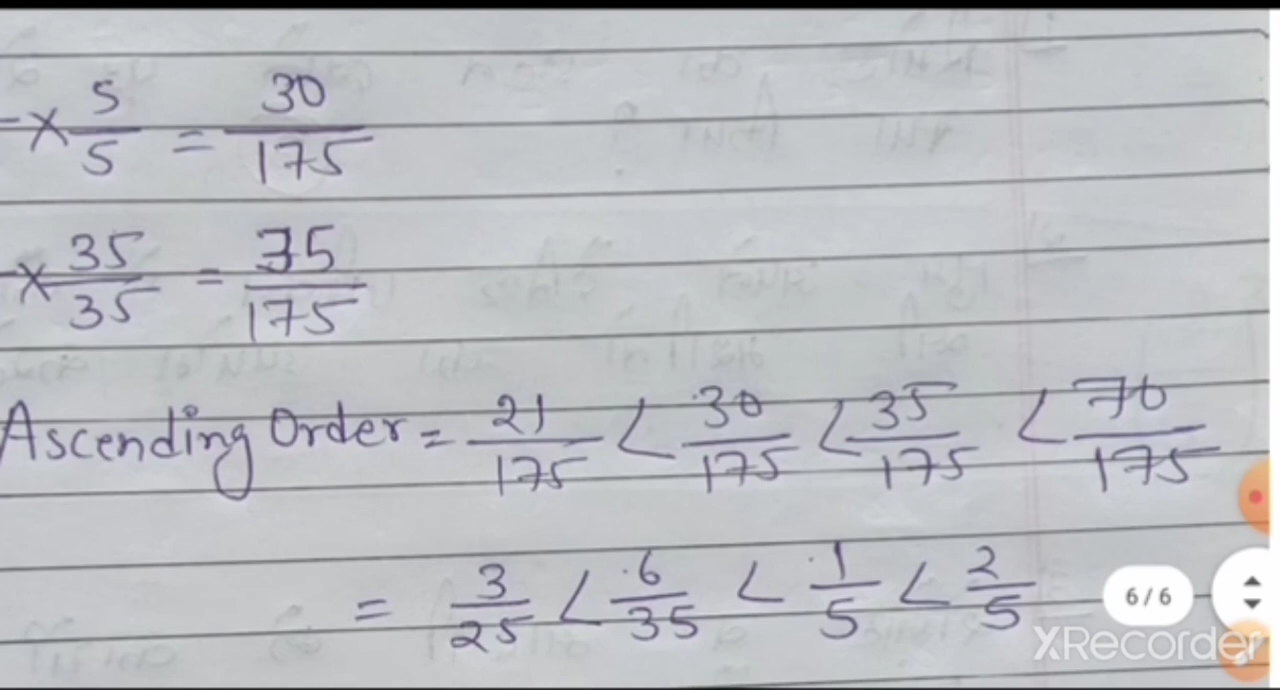 × 5/5 = 30/175
× 35/35 = 35/175
Ascending Order = 21/175 < 30/175 < 35/175 < 70/175
= 3/25 < 6/35 < 1/5 < 2/5
6/6
XRecorder